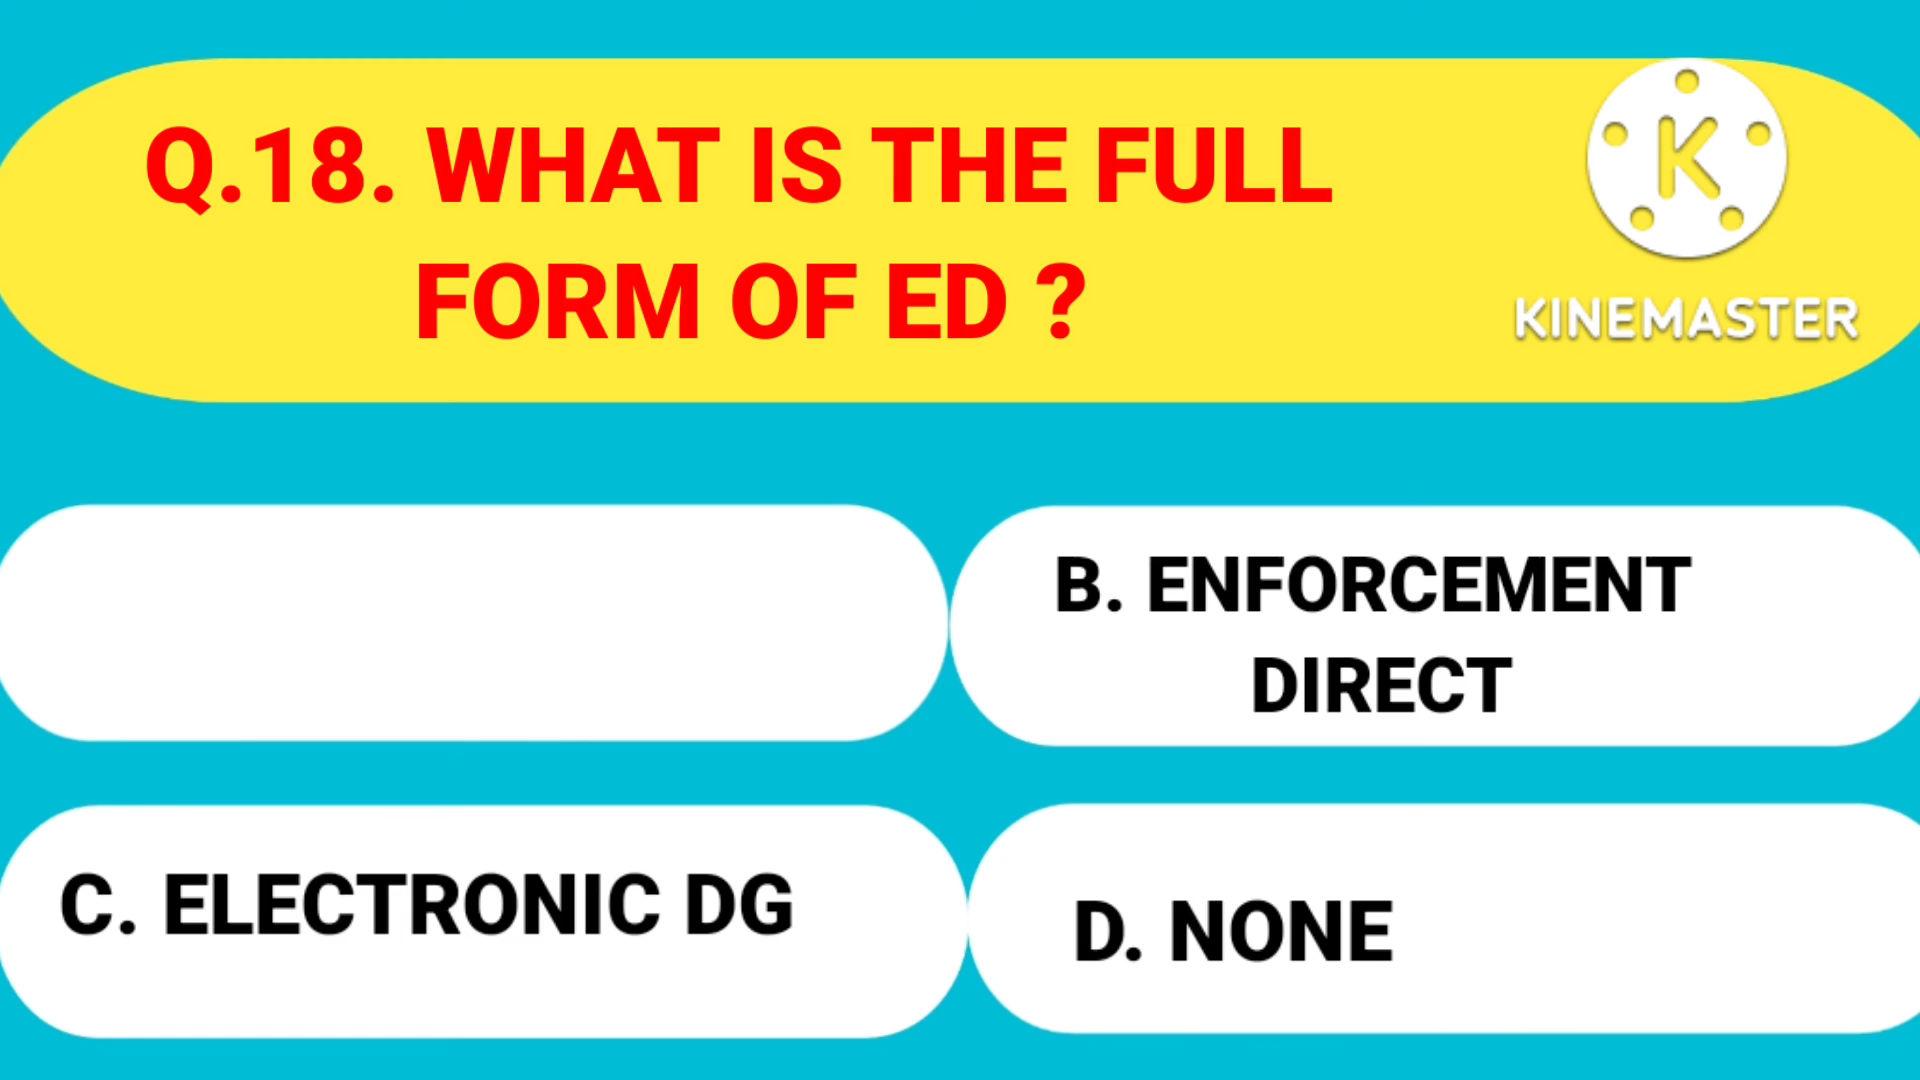 Q.18. WHAT IS THE FULL
FORM OF ED ?
KINEMASTER
B. ENFORCEMENT
DIRECT
C. ELECTRONIC DG
D. NONE